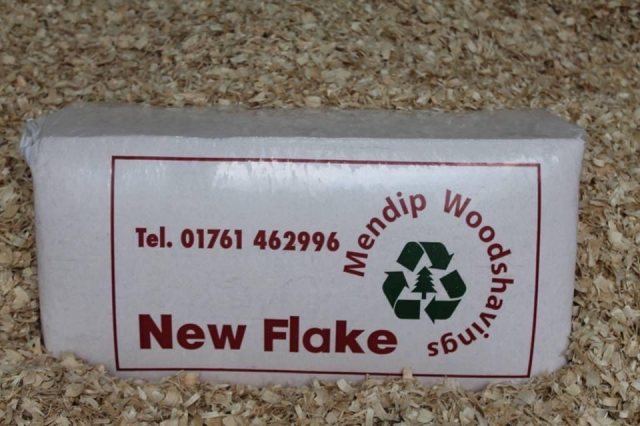 Tel. 01761 462996
Mendip Woodshavings
New Flake